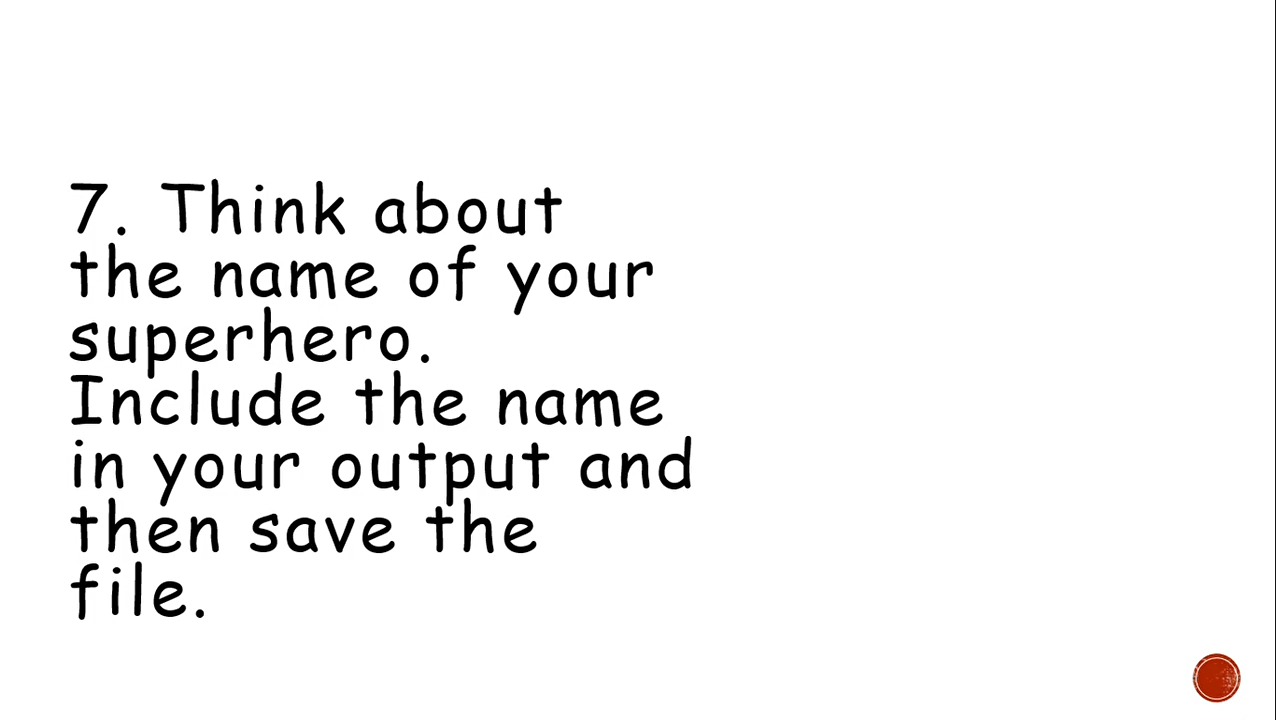 7. Think about
the name of your
superhero.
Include the name
in your output and
then save the
file.